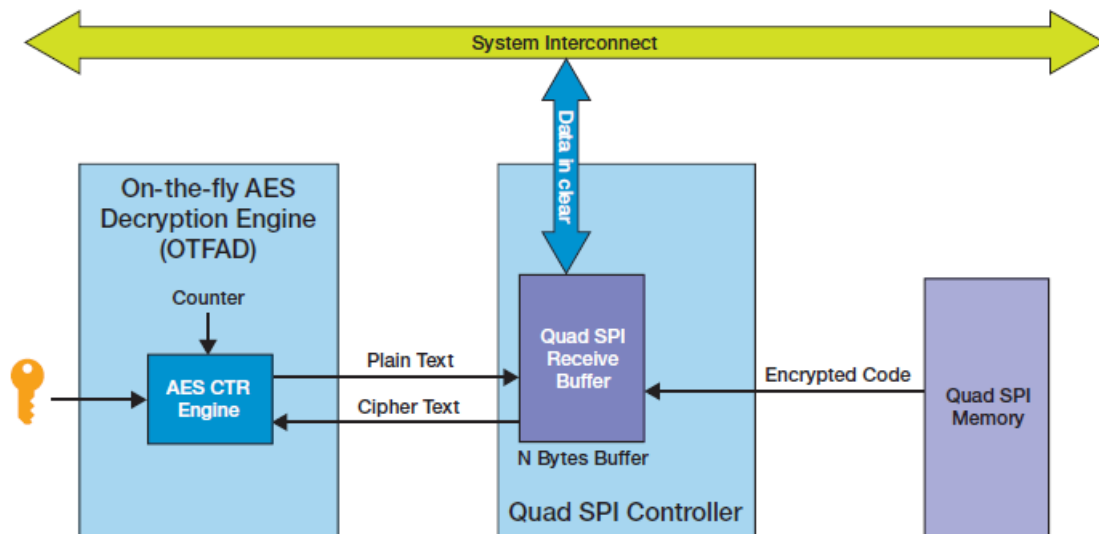 System Interconnect
Data in clear
On-the-fly AES
Decryption Engine
(OTFAD)
Counter
AES CTR
Engine
Plain Text
Cipher Text
Quad SPI
Receive
Buffer
N Bytes Buffer
Quad SPI Controller
Encrypted Code
Quad SPI
Memory